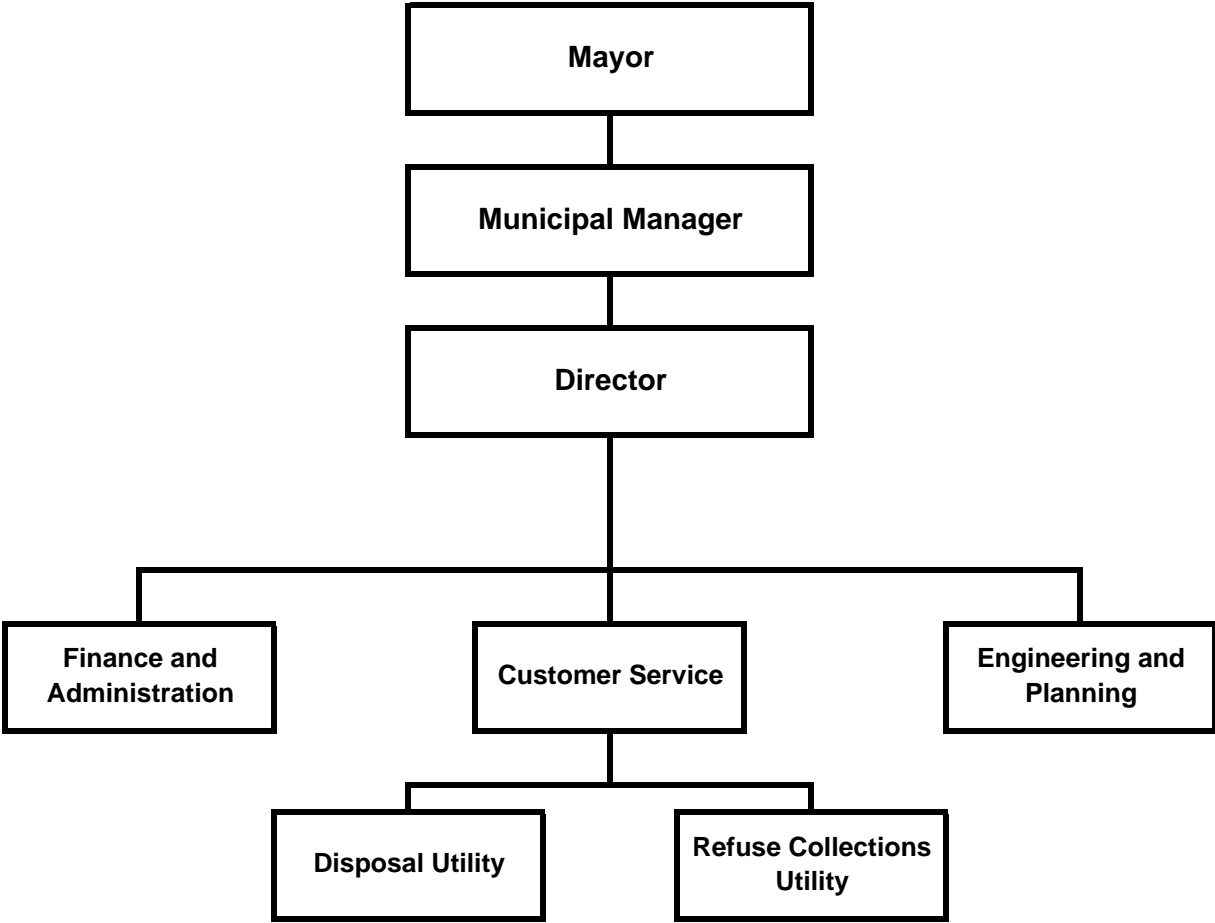 Mayor
Municipal Manager
Director
Finance and
Administration
Customer Service
Engineering and
Planning
Disposal Utility
Refuse Collections
Utility